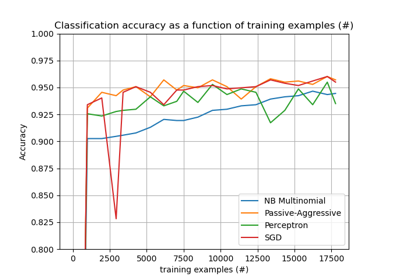 Classification accuracy as a function of training examples (#)
1.000
0.975
0.950
0.925
0.900
0.875
0.850
0.825
0.800
Accuracy
NB Multinomial
Passive-Aggressive
Perceptron
SGD
0 2500 5000 7500 10000 12500 15000 17500
training examples (#)